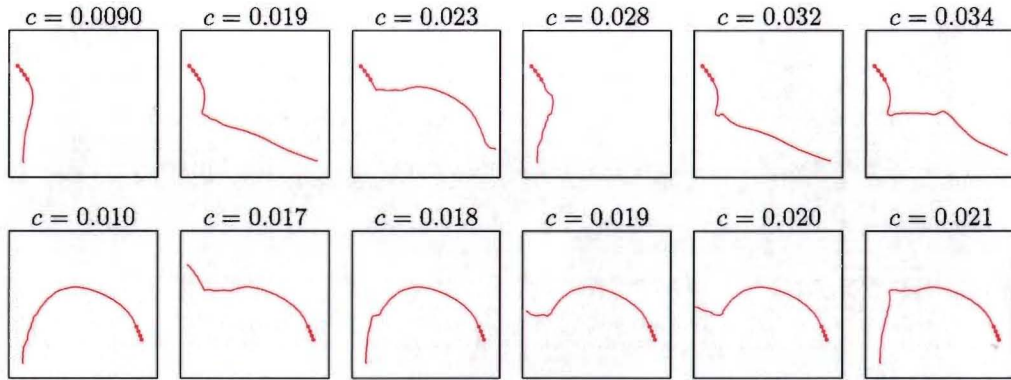 c = 0.0090 c = 0.019 c = 0.023 c = 0.028 c = 0.032 c = 0.034
c = 0.010 c = 0.017 c = 0.018 c = 0.019 c = 0.020 c = 0.021